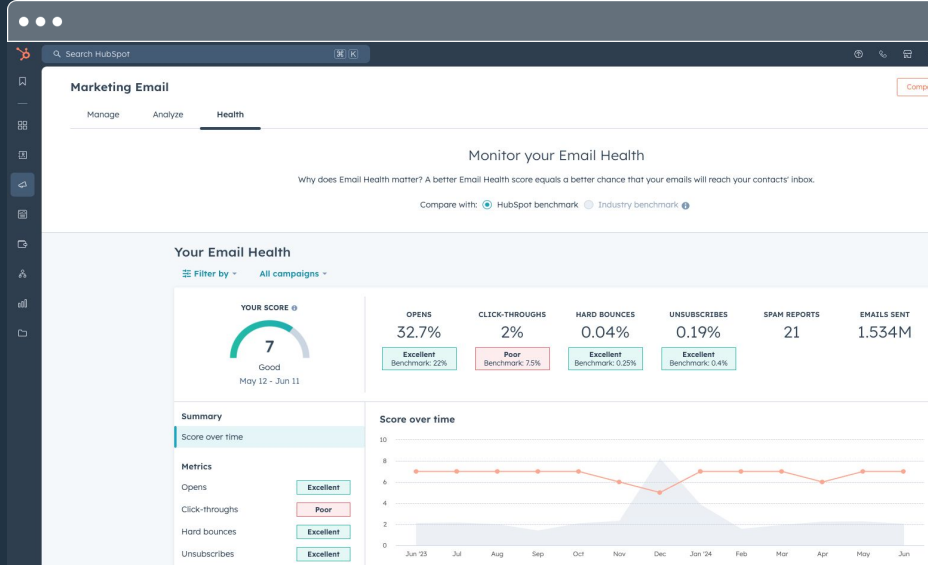 Search HubSpot ⌘ K
Marketing Email
Manage Analyze Health
Monitor your Email Health
Why does Email Health matter? A better Email Health score equals a better chance that your emails will reach your contacts' inbox.
Compare with: HubSpot benchmark Industry benchmark
Your Email Health
Filter by All campaigns
YOUR SCORE
7
Good
May 12 - Jun 11
OPENS CLICK-THROUGHS HARD BOUNCES UNSUBSCRIBES SPAM REPORTS EMAILS SENT
32.7% 2% 0.04% 0.19% 21 1.534M
Excellent Poor Excellent Excellent
Benchmark: 22% Benchmark: 7.5% Benchmark: 0.25% Benchmark: 0.4%
Summary
Score over time
Metrics
Opens Excellent
Click-throughs Poor
Hard bounces Excellent
Unsubscribes Excellent
Score over time
10
8
6
4
2
0
Jun '23 Jul Aug Sep Oct Nov Dec Jan '24 Feb Mar Apr May Jun